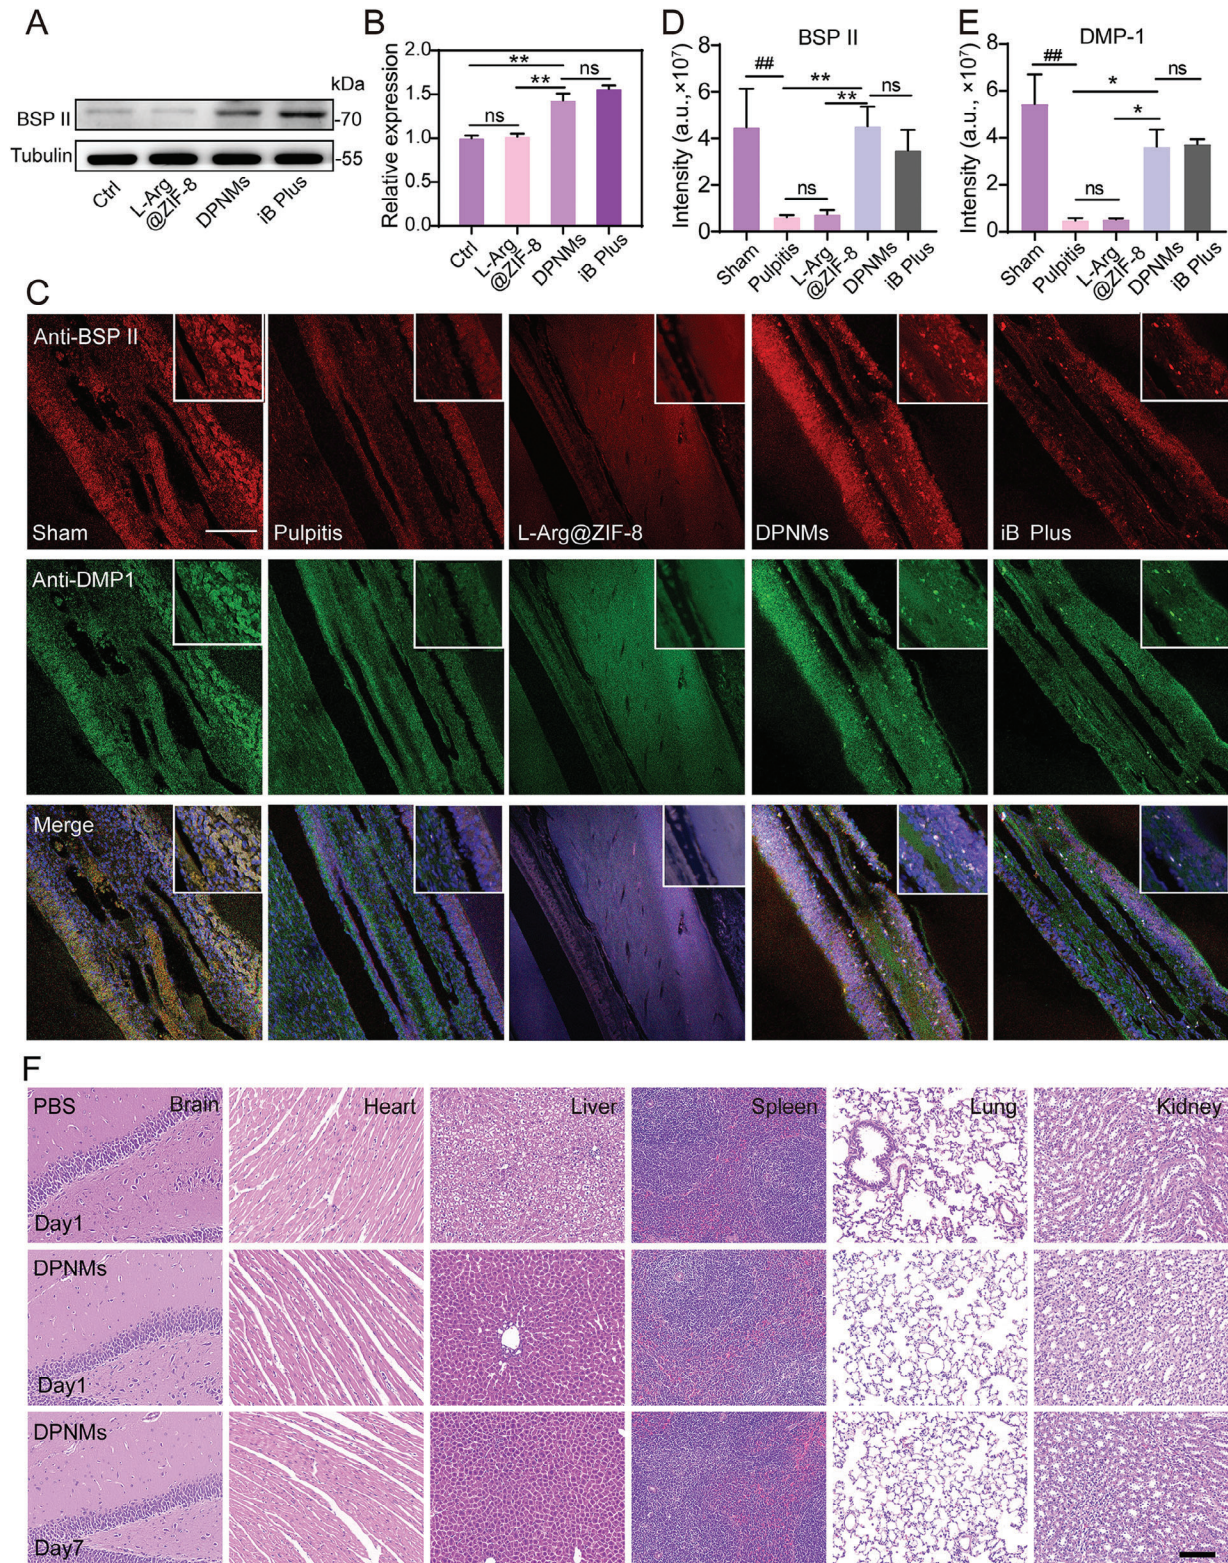 A
kDa
BSP II
-70
Tubulin
-55
Ctrl
L-Arg
@ZIF-8
DPNMs
iB Plus
B
Relative expression
2.0
1.5
1.0
0.5
0.0
**
ns
**
ns
Ctrl
L-Arg
@ZIF-8
DPNMs
iB Plus
D
BSP II
Intensity (a.u.,×10⁷)
8
6
4
2
0
##
**
ns
**
ns
Sham
Pulpitis
L-Arg
@ZIF-8
DPNMs
iB Plus
E
DMP-1
Intensity (a.u., ×10⁷)
8
6
4
2
0
##
ns
*
*
ns
Sham
Pulpitis
L-Arg
@ZIF-8
DPNMs
iB Plus
C
Anti-BSP II
Sham
Pulpitis
L-Arg@ZIF-8
DPNMs
iB Plus
Anti-DMP1
Merge
F
PBS
Brain
Heart
Liver
Spleen
Lung
Kidney
Day1
DPNMs
Day1
DPNMs
Day7